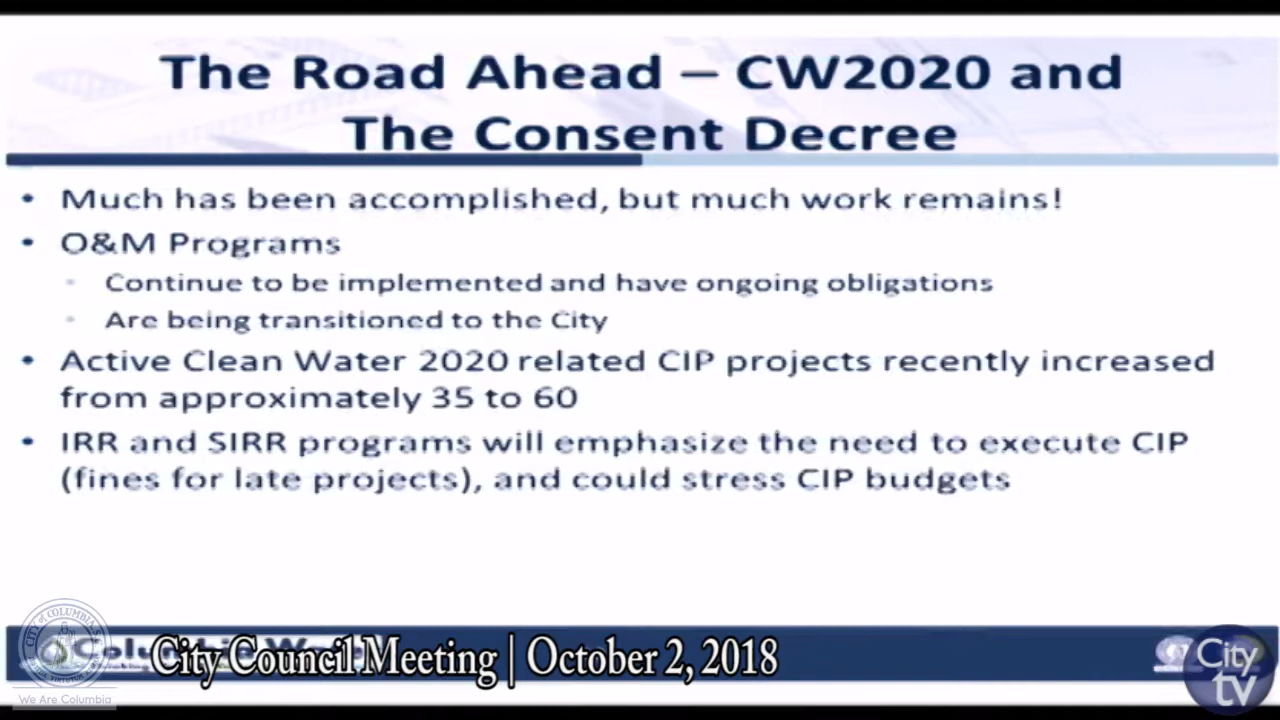 The Road Ahead – CW2020 and
The Consent Decree
• Much has been accomplished, but much work remains!
• O&M Programs
Continue to be implemented and have ongoing obligations
Are being transitioned to the City
• Active Clean Water 2020 related CIP projects recently increased
from approximately 35 to 60
• IRR and SIRR programs will emphasize the need to execute CIP
(fines for late projects), and could stress CIP budgets
City Council Meeting | October 2, 2018
We Are Columbia
City
tv